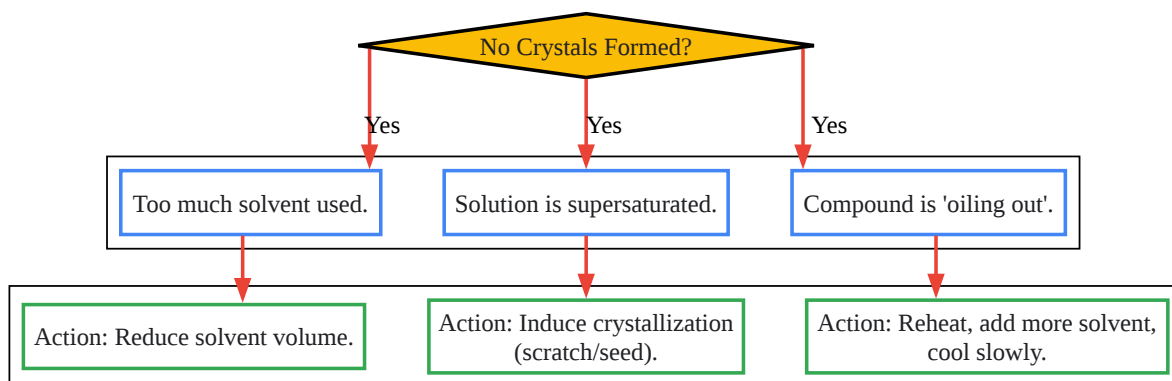 No Crystals Formed?
Yes
Yes
Yes
Too much solvent used.
Solution is supersaturated.
Compound is 'oiling out'.
Action: Reduce solvent volume.
Action: Induce crystallization
(scratch/seed).
Action: Reheat, add more solvent,
cool slowly.